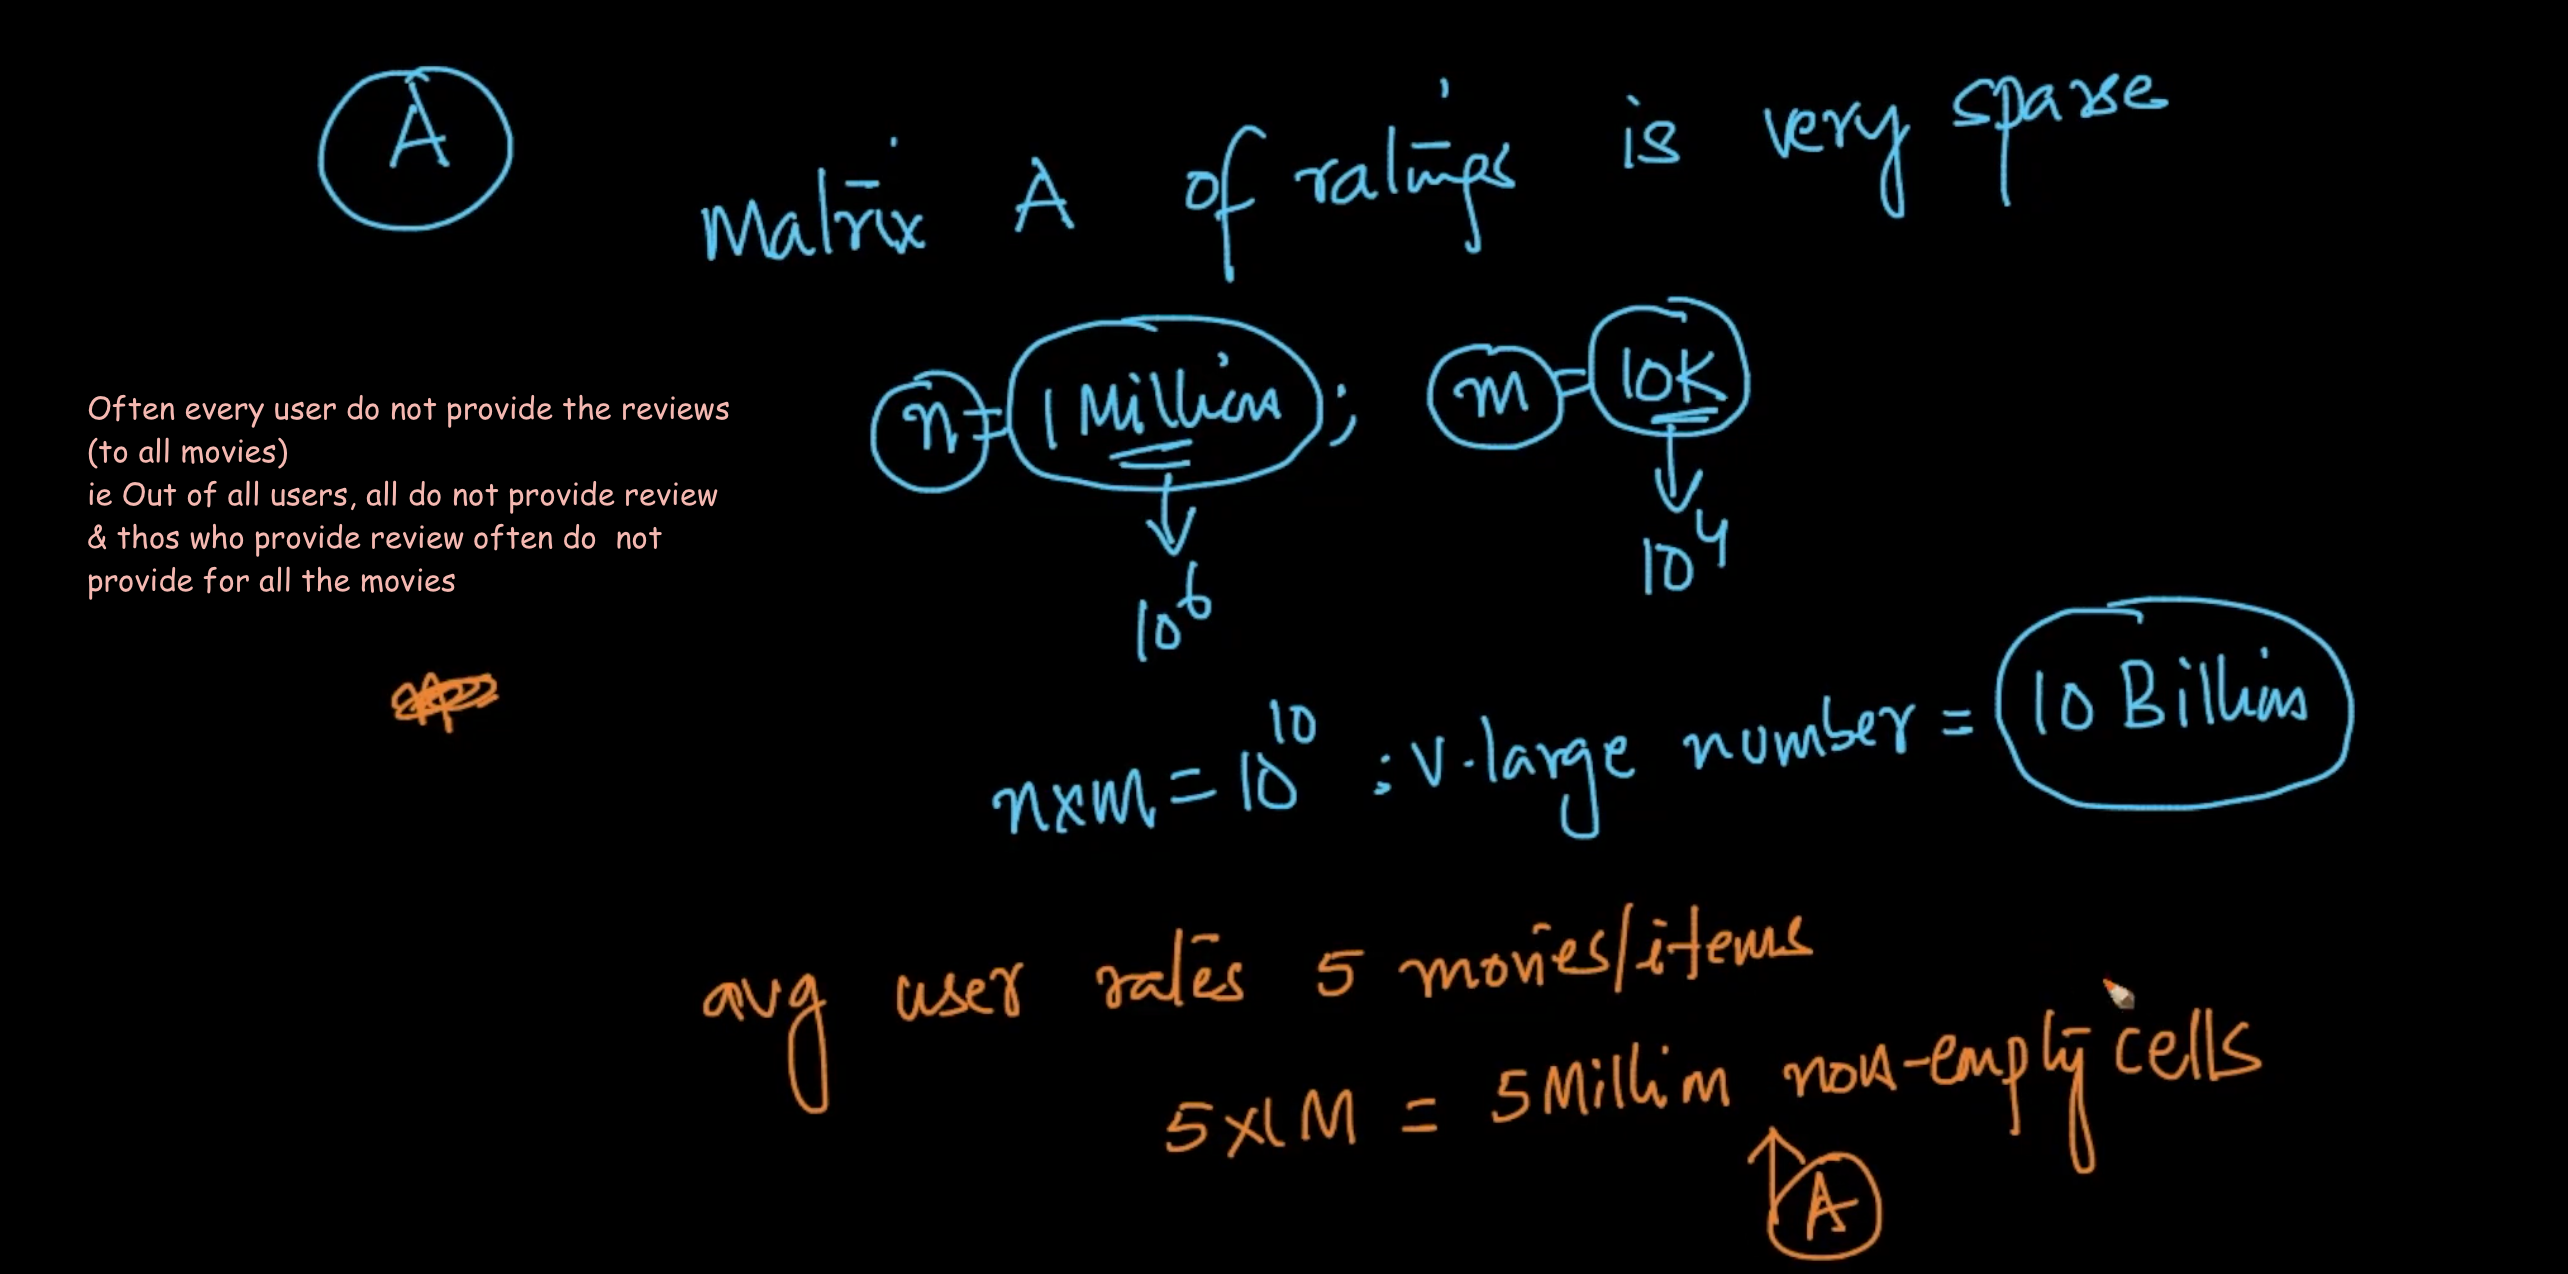 A
Matrix A of ratings is very sparse
n = 1 Million ; m = 10K
Often every user do not provide the reviews
(to all movies)
ie Out of all users, all do not provide review
& thos who provide review often do not
provide for all the movies
10^6
10^4
n×m = 10^10 : v.large number = 10 Billion
avg user rates 5 movies/items
5×1M = 5 Million non-empty cells
A